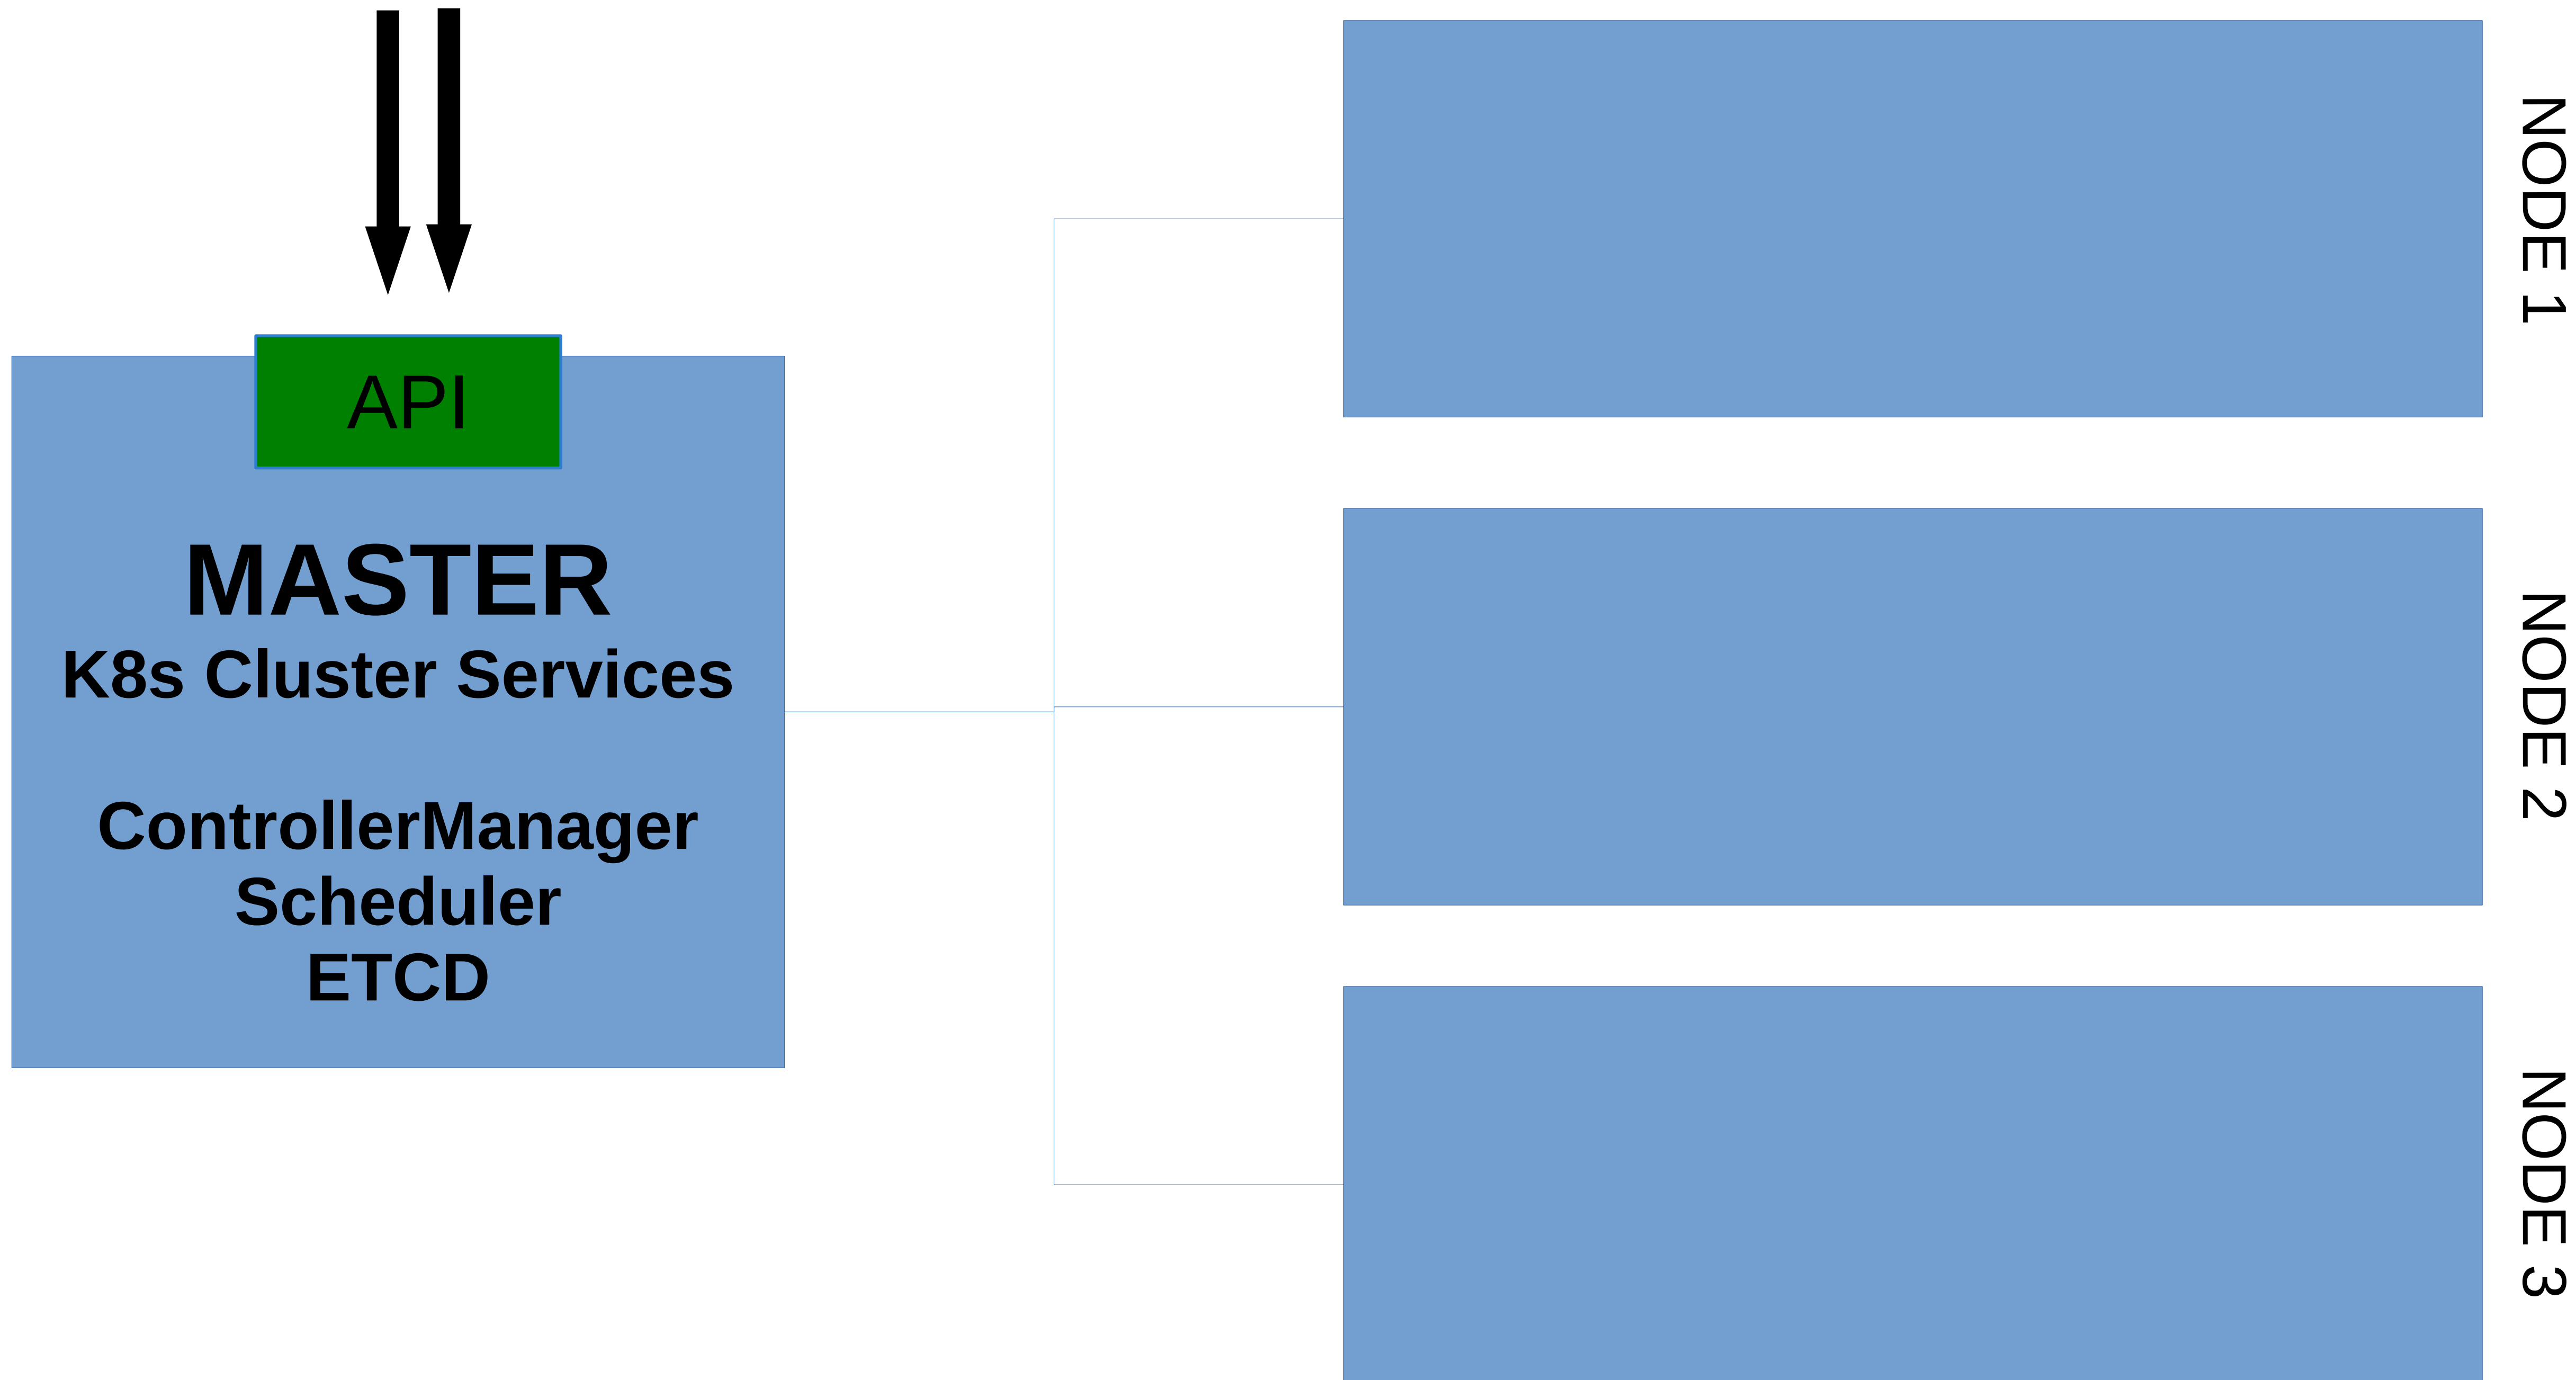 API
MASTER
K8s Cluster Services
ControllerManager
Scheduler
ETCD
NODE 1
NODE 2
NODE 3